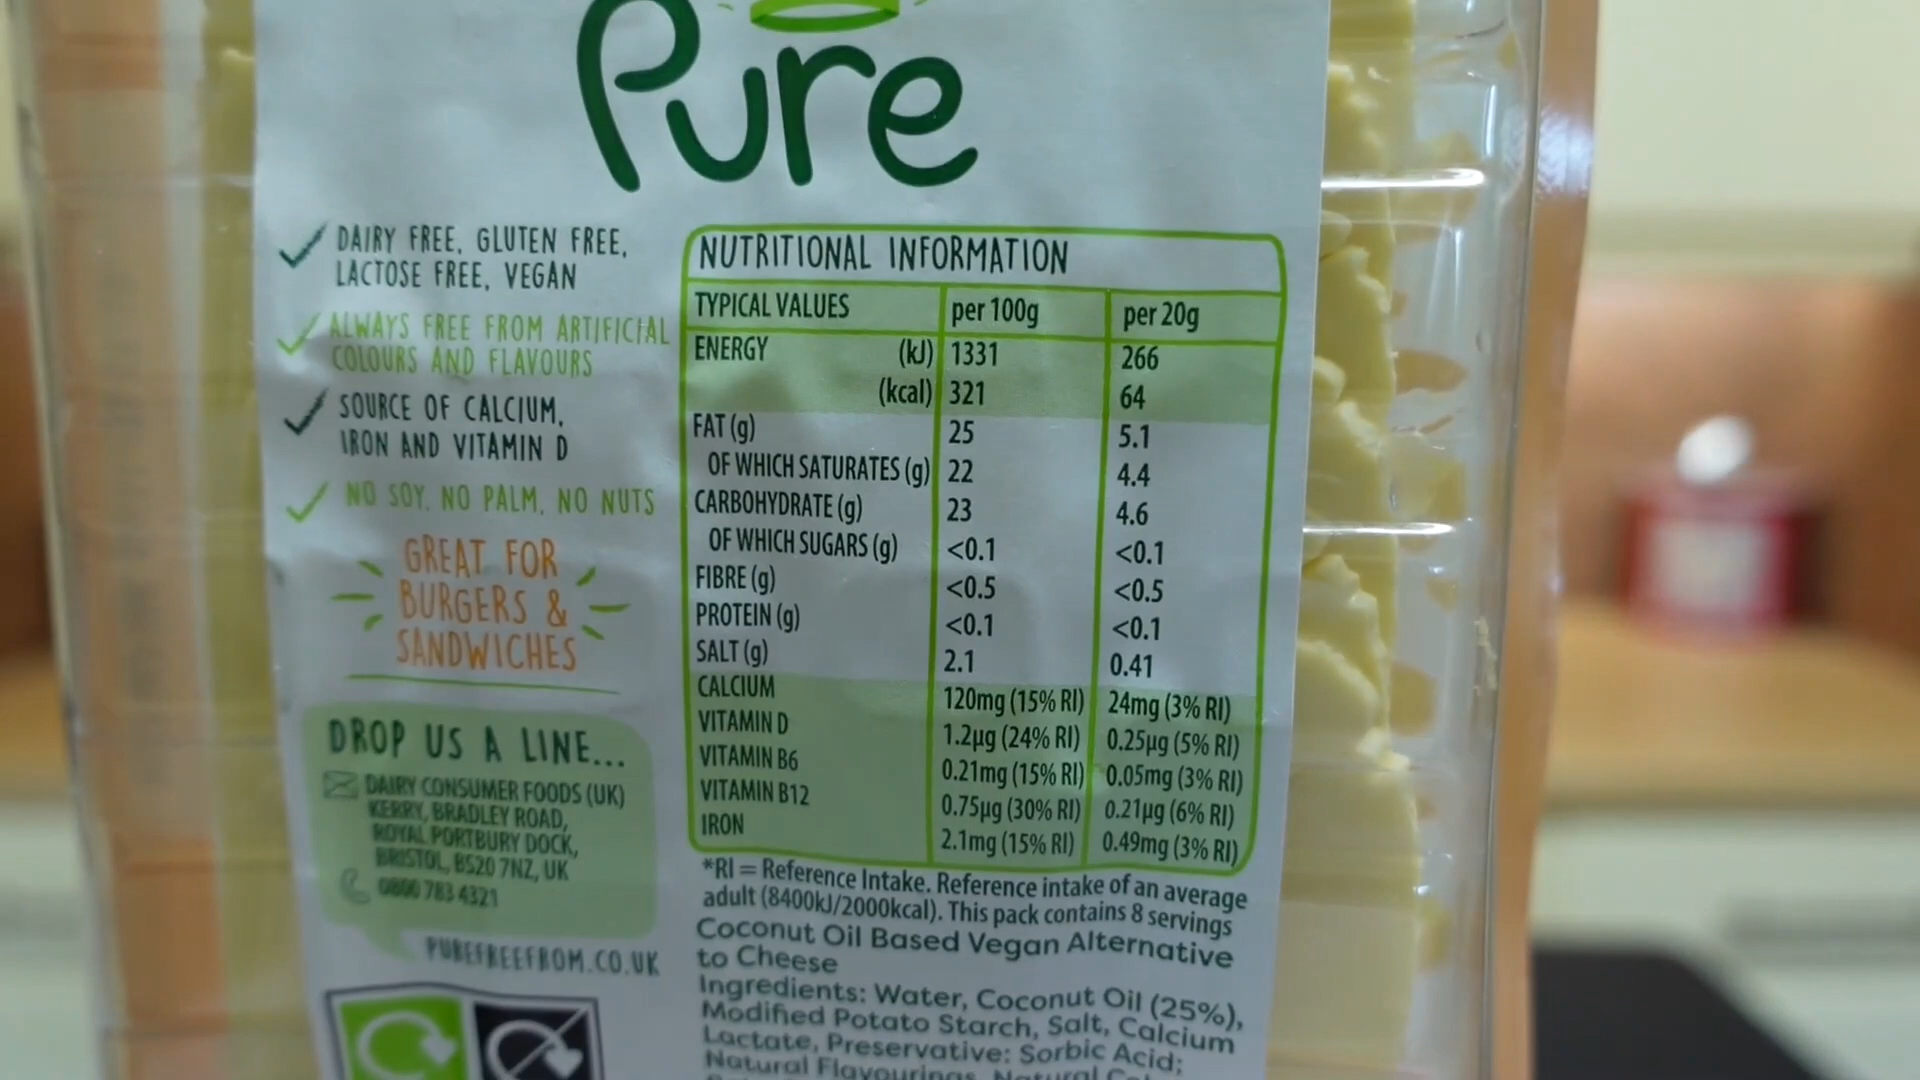 Pure
DAIRY FREE, GLUTEN FREE,
LACTOSE FREE, VEGAN
ALWAYS FREE FROM ARTIFICIAL
COLOURS AND FLAVOURS
SOURCE OF CALCIUM,
IRON AND VITAMIN D
NO SOY, NO PALM, NO NUTS
GREAT FOR
BURGERS &
SANDWICHES
DROP US A LINE...
DAIRY CONSUMER FOODS (UK)
KERRY, BRADLEY ROAD,
ROYAL PORTBURY DOCK,
BRISTOL, BS20 7NZ, UK
0800 783 4321
PUREFREEFROM.CO.UK
NUTRITIONAL INFORMATION
TYPICAL VALUES per 100g per 20g
ENERGY (kJ) 1331 266
(kcal) 321 64
FAT (g) 25 5.1
OF WHICH SATURATES (g) 22 4.4
CARBOHYDRATE (g) 23 4.6
OF WHICH SUGARS (g) <0.1 <0.1
FIBRE (g) <0.5 <0.5
PROTEIN (g) <0.1 <0.1
SALT (g) 2.1 0.41
CALCIUM 120mg (15% RI) 24mg (3% RI)
VITAMIN D 1.2µg (24% RI) 0.25µg (5% RI)
VITAMIN B6 0.21mg (15% RI) 0.05mg (3% RI)
VITAMIN B12 0.75µg (30% RI) 0.21µg (6% RI)
IRON 2.1mg (15% RI) 0.49mg (3% RI)
*RI = Reference Intake. Reference intake of an average
adult (8400kJ/2000kcal). This pack contains 8 servings
Coconut Oil Based Vegan Alternative
to Cheese
Ingredients: Water, Coconut Oil (25%),
Modified Potato Starch, Salt, Calcium
Lactate, Preservative: Sorbic Acid;
Natural Flavourings, Natural